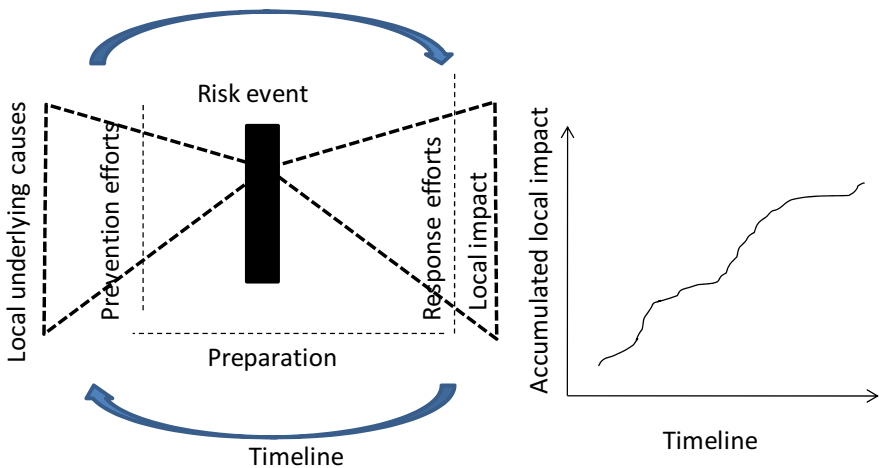 Risk event
Local underlying causes
Prevention efforts
Response efforts
Local impact
Preparation
Timeline
Accumulated local impact
Timeline